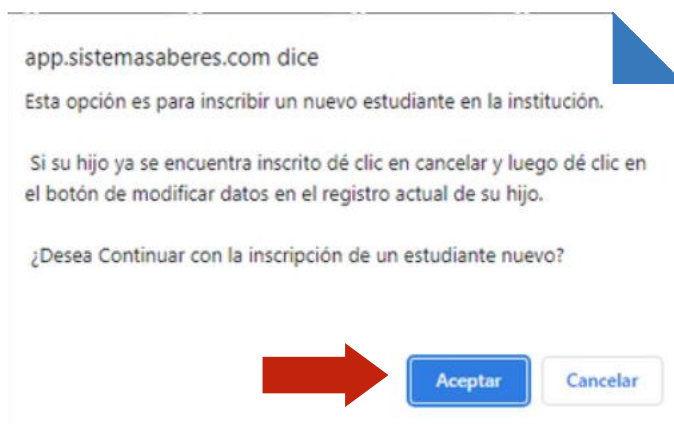 app.sistemasaberes.com dice
Esta opción es para inscribir un nuevo estudiante en la institución.
Si su hijo ya se encuentra inscrito dé clic en cancelar y luego dé clic en
el botón de modificar datos en el registro actual de su hijo.
¿Desea Continuar con la inscripción de un estudiante nuevo?
Aceptar
Cancelar